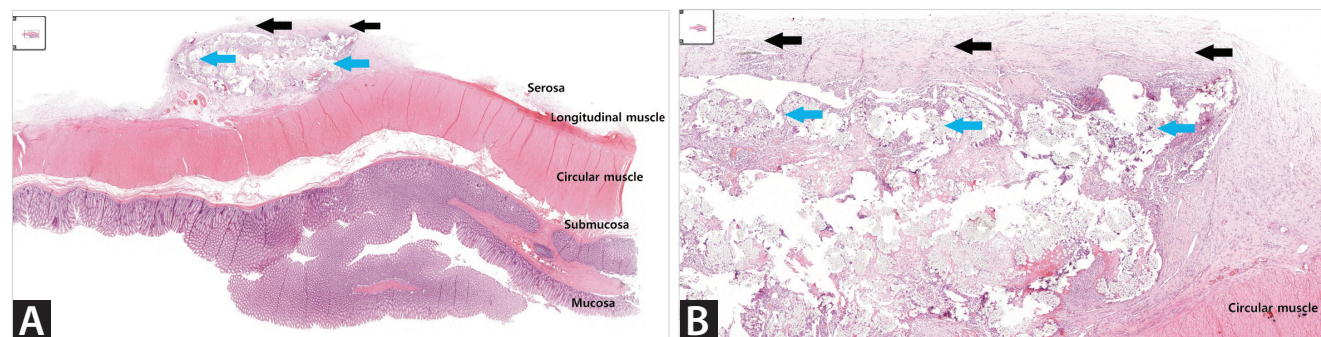 Serosa
Longitudinal muscle
Circular muscle
Submucosa
Mucosa
A
Circular muscle
B